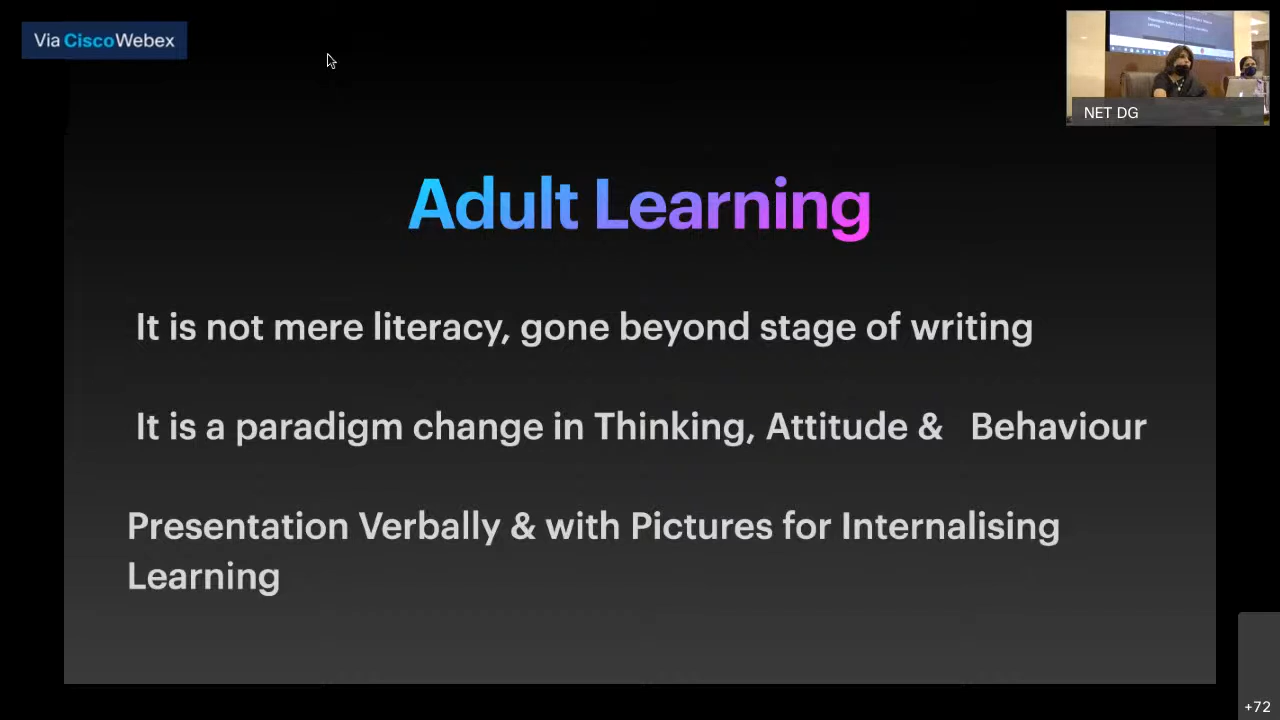 Via CiscoWebex
NET DG
Adult Learning
It is not mere literacy, gone beyond stage of writing
It is a paradigm change in Thinking, Attitude & Behaviour
Presentation Verbally & with Pictures for Internalising
Learning
+72